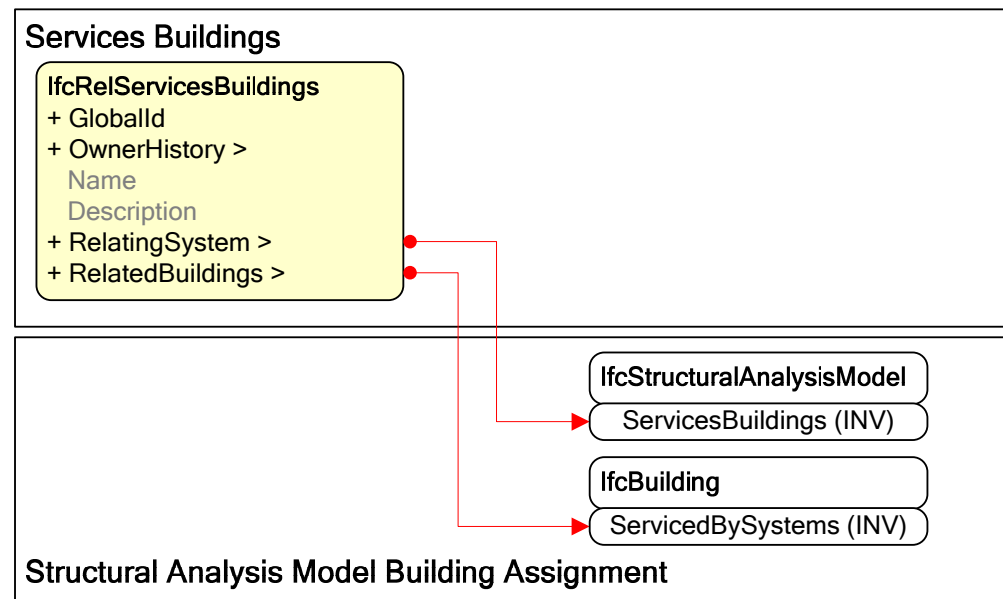 Services Buildings
IfcRelServicesBuildings
+ GlobalId
+ OwnerHistory >
Name
Description
+ RelatingSystem >
+ RelatedBuildings >
IfcStructuralAnalysisModel
ServicesBuildings (INV)
IfcBuilding
ServicedBySystems (INV)
Structural Analysis Model Building Assignment